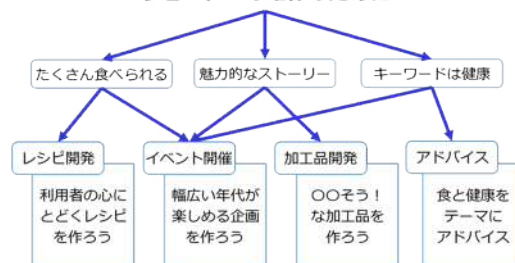 たくさん食べられる
魅力的なストーリー
キーワードは健康
レシピ開発
イベント開催
加工品開発
アドバイス
利用者の心に
とどくレシピ
を作ろう
幅広い年代が
楽しめる企画
を作ろう
〇〇そう！
な加工品を
作ろう
食と健康を
テーマに
アドバイス